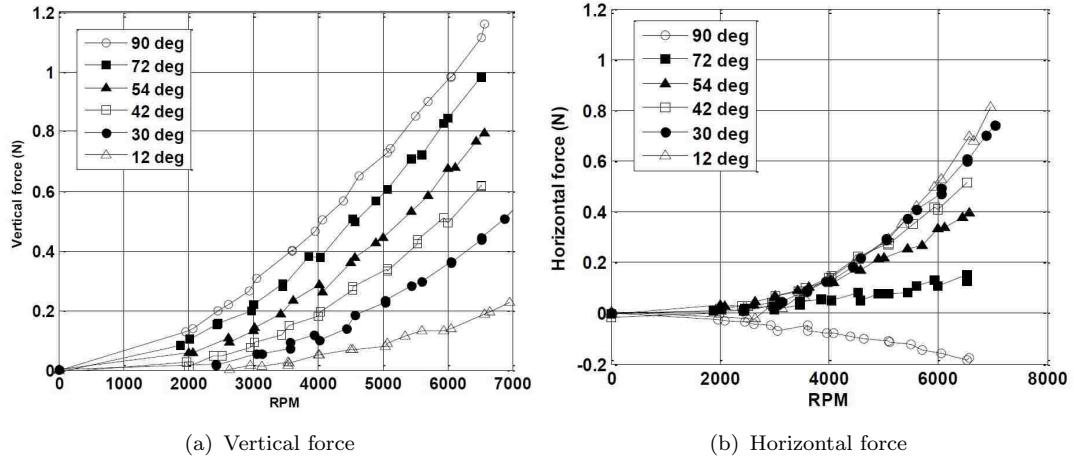 1.2
1
0.8
0.6
0.4
0.2
0
0
1000
2000
3000
4000
5000
6000
7000
Vertical force (N)
RPM
90 deg
72 deg
54 deg
42 deg
30 deg
12 deg
(a) Vertical force
1.2
1
0.8
0.6
0.4
0.2
0
-0.2
0
2000
4000
6000
8000
Horizontal force (N)
RPM
90 deg
72 deg
54 deg
42 deg
30 deg
12 deg
(b) Horizontal force